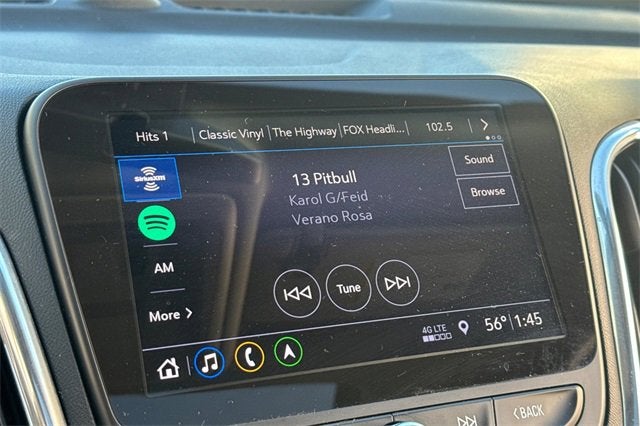 Hits 1 Classic Vinyl The Highway FOX Headli... 102.5
SiriusXM
13 Pitbull
Karol G/Feid
Verano Rosa
Sound
Browse
AM
More
Tune
4G LTE
56° 1:45
BACK